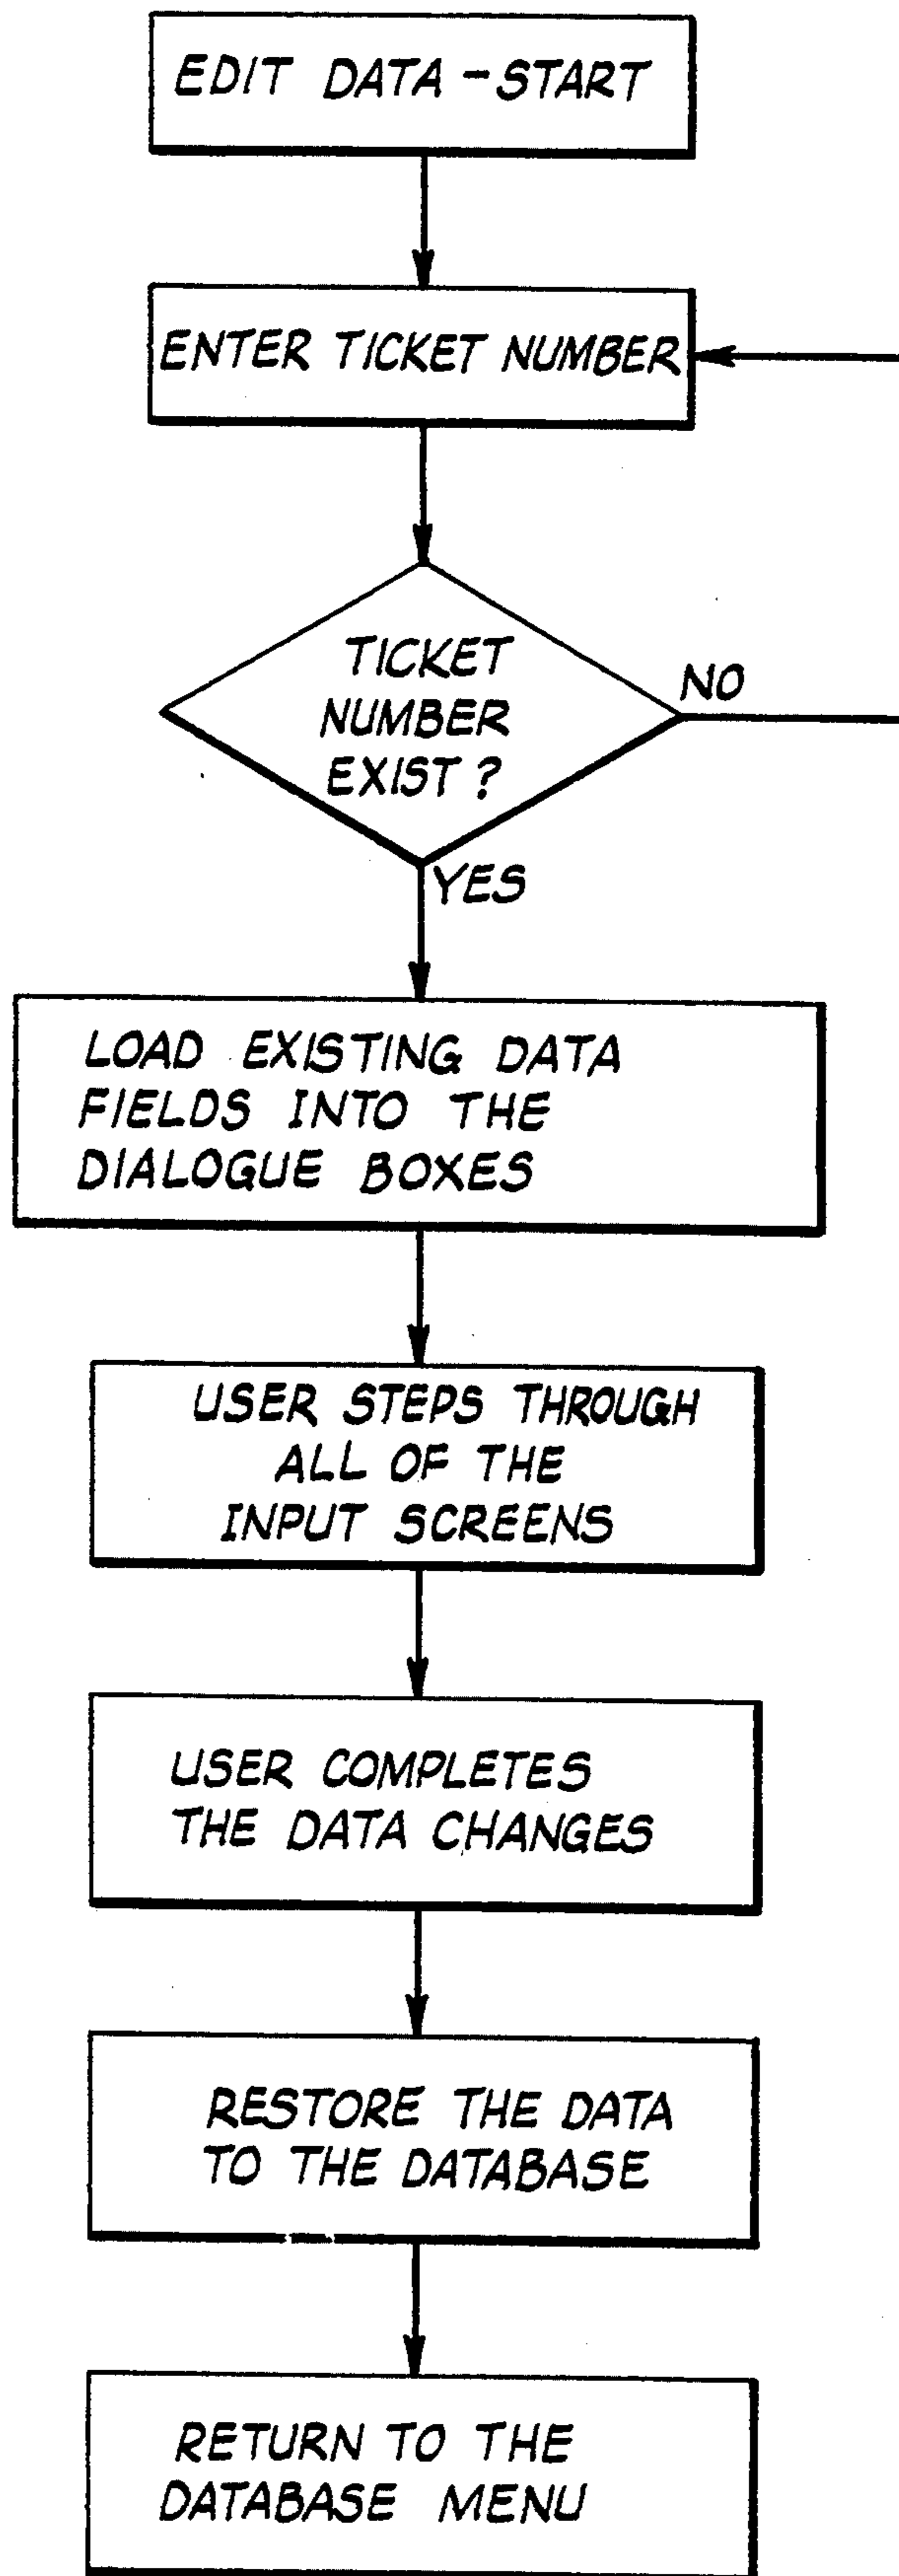 EDIT DATA - START
ENTER TICKET NUMBER
TICKET
NUMBER
EXIST ?
NO
YES
LOAD EXISTING DATA
FIELDS INTO THE
DIALOGUE BOXES
USER STEPS THROUGH
ALL OF THE
INPUT SCREENS
USER COMPLETES
THE DATA CHANGES
RESTORE THE DATA
TO THE DATABASE
RETURN TO THE
DATABASE MENU